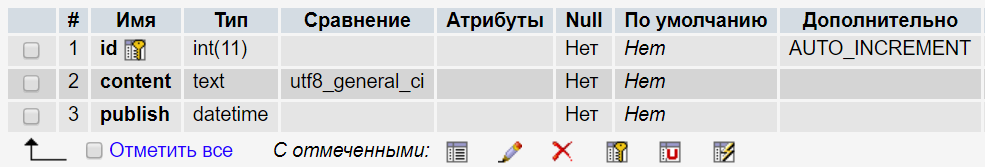 # Имя Тип Сравнение Атрибуты Null По умолчанию Дополнительно
1 id int(11) Нет Нет AUTO_INCREMENT
2 content text utf8_general_ci Нет Нет
3 publish datetime Нет Нет
Отметить все С отмеченными: